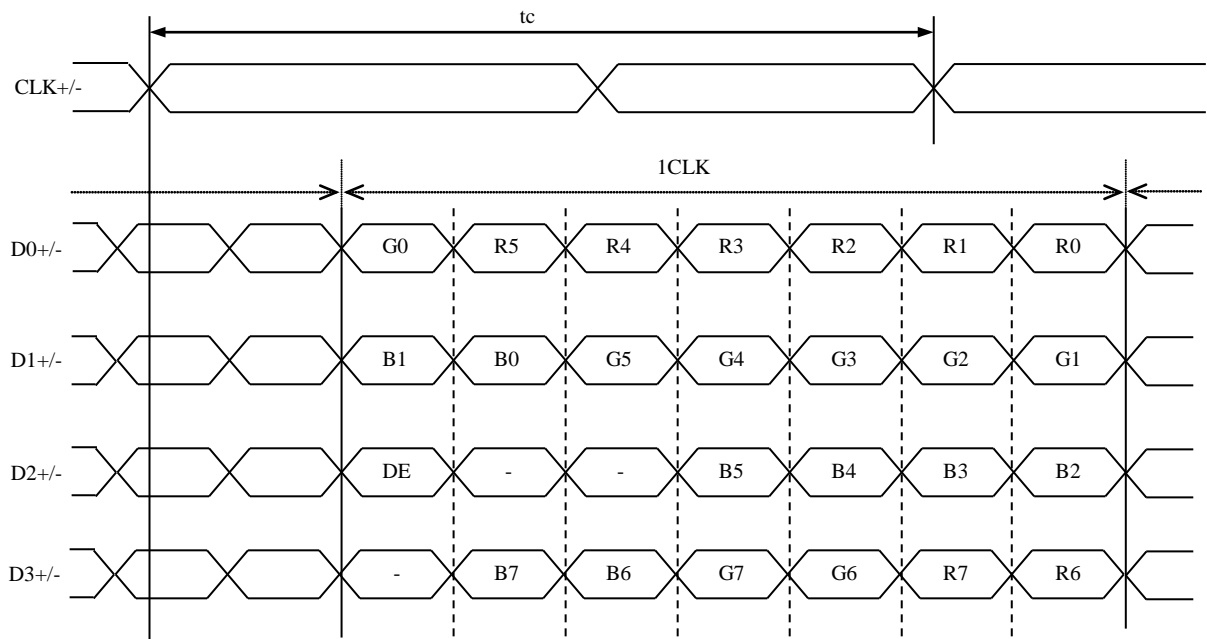 tc
CLK+/-
1CLK
D0+/- G0 R5 R4 R3 R2 R1 R0
D1+/- B1 B0 G5 G4 G3 G2 G1
D2+/- DE - - B5 B4 B3 B2
D3+/- - B7 B6 G7 G6 R7 R6